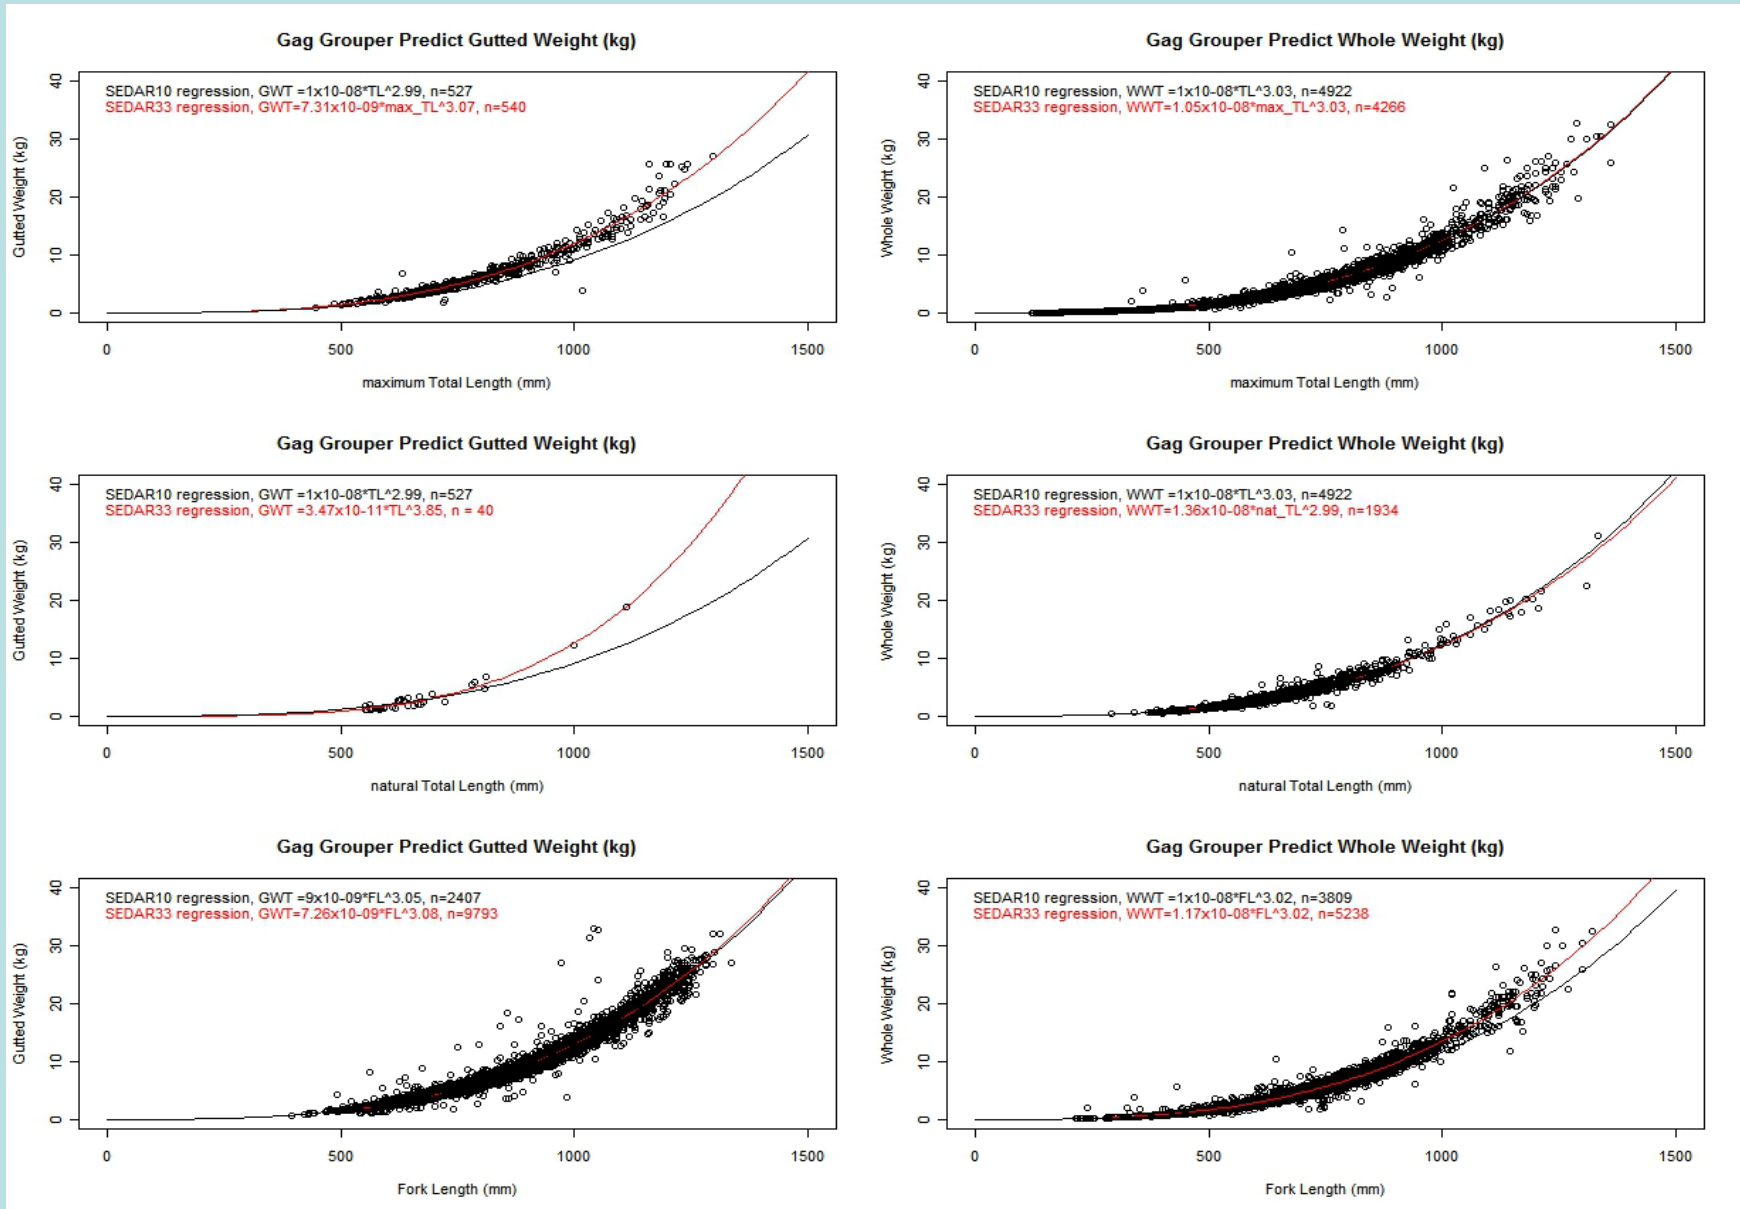 Gag Grouper Predict Gutted Weight (kg)
SEDAR10 regression, GWT =1x10-08*TL^2.99, n=527
SEDAR33 regression, GWT=7.31x10-09*max_TL^3.07, n=540
Gutted Weight (kg)
40
30
20
10
0
0 500 1000 1500
maximum Total Length (mm)
Gag Grouper Predict Whole Weight (kg)
SEDAR10 regression, WWT =1x10-08*TL^3.03, n=4922
SEDAR33 regression, WWT=1.05x10-08*max_TL^3.03, n=4266
Whole Weight (kg)
40
30
20
10
0
0 500 1000 1500
maximum Total Length (mm)
Gag Grouper Predict Gutted Weight (kg)
SEDAR10 regression, GWT =1x10-08*TL^2.99, n=527
SEDAR33 regression, GWT =3.47x10-11*TL^3.85, n = 40
Gutted Weight (kg)
40
30
20
10
0
0 500 1000 1500
natural Total Length (mm)
Gag Grouper Predict Whole Weight (kg)
SEDAR10 regression, WWT =1x10-08*TL^3.03, n=4922
SEDAR33 regression, WWT=1.36x10-08*nat_TL^2.99, n=1934
Whole Weight (kg)
40
30
20
10
0
0 500 1000 1500
natural Total Length (mm)
Gag Grouper Predict Gutted Weight (kg)
SEDAR10 regression, GWT =9x10-09*FL^3.05, n=2407
SEDAR33 regression, GWT=7.26x10-09*FL^3.08, n=9793
Gutted Weight (kg)
40
30
20
10
0
0 500 1000 1500
Fork Length (mm)
Gag Grouper Predict Whole Weight (kg)
SEDAR10 regression, WWT =1x10-08*FL^3.02, n=3809
SEDAR33 regression, WWT=1.17x10-08*FL^3.02, n=5238
Whole Weight (kg)
40
30
20
10
0
0 500 1000 1500
Fork Length (mm)